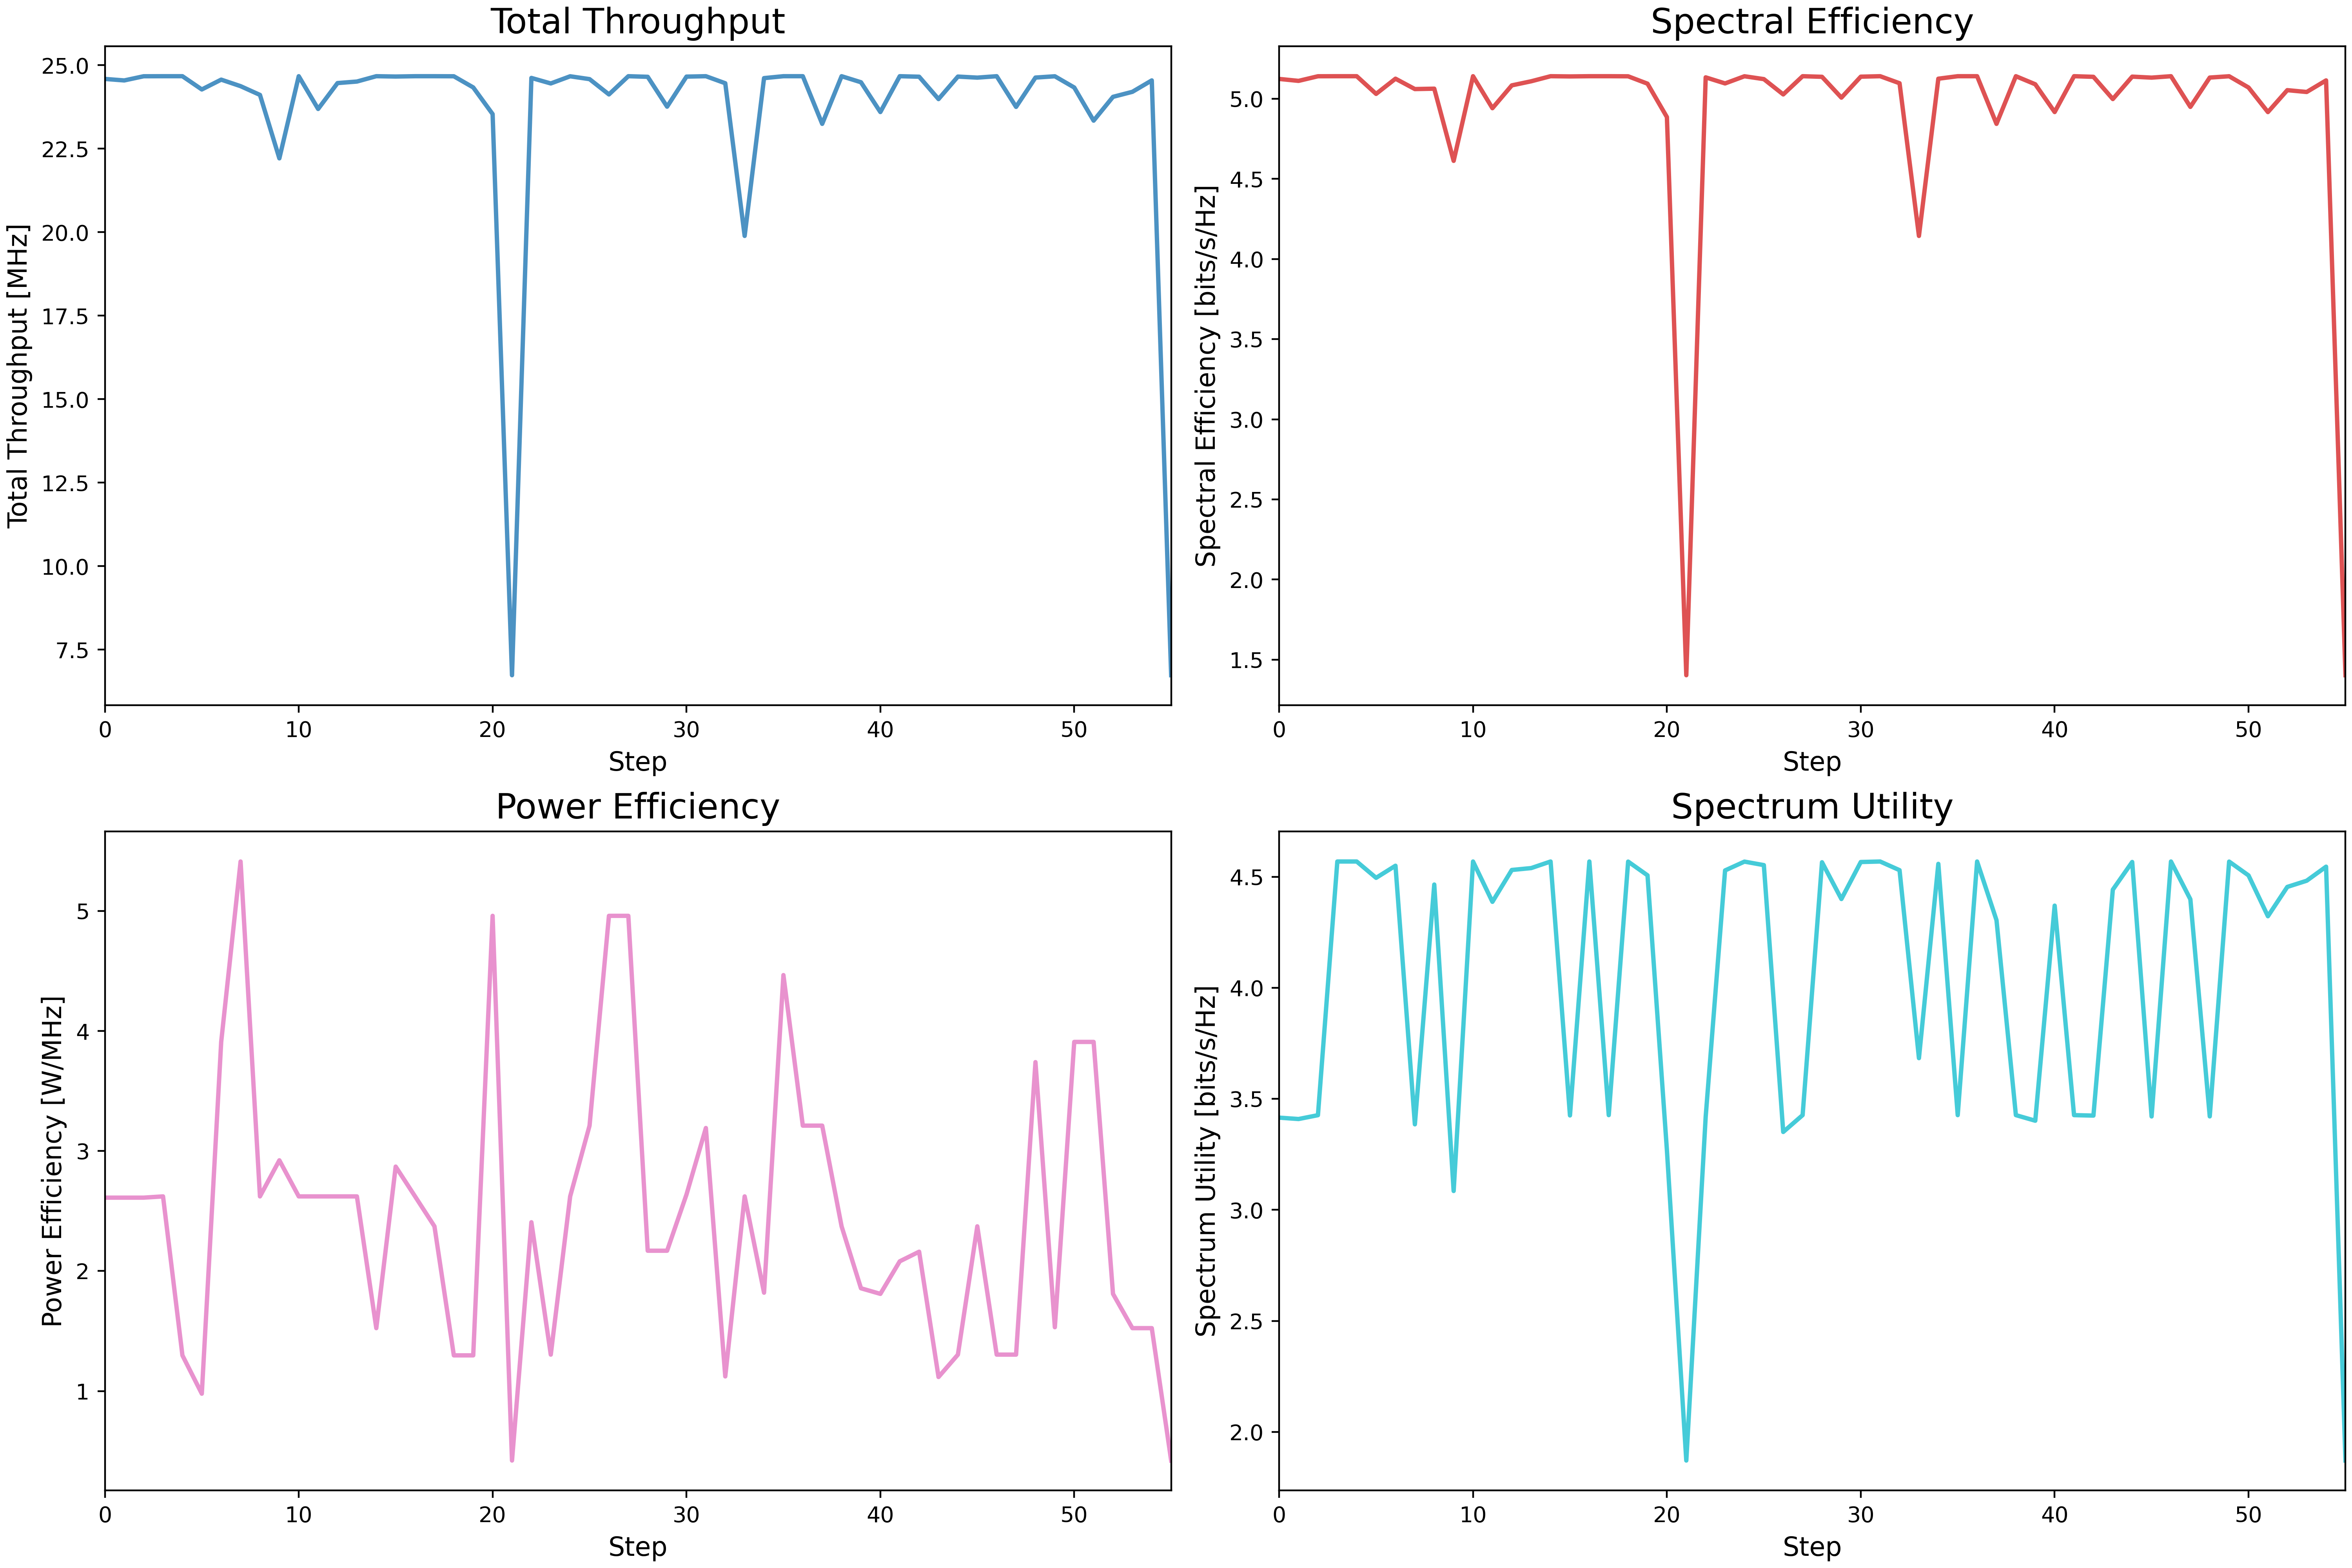 Total Throughput
Total Throughput [MHz]
25.0
22.5
20.0
17.5
15.0
12.5
10.0
7.5
0 10 20 30 40 50
Step
Spectral Efficiency
Spectral Efficiency [bits/s/Hz]
5.0
4.5
4.0
3.5
3.0
2.5
2.0
1.5
0 10 20 30 40 50
Step
Power Efficiency
Power Efficiency [W/MHz]
5
4
3
2
1
0 10 20 30 40 50
Step
Spectrum Utility
Spectrum Utility [bits/s/Hz]
4.5
4.0
3.5
3.0
2.5
2.0
0 10 20 30 40 50
Step